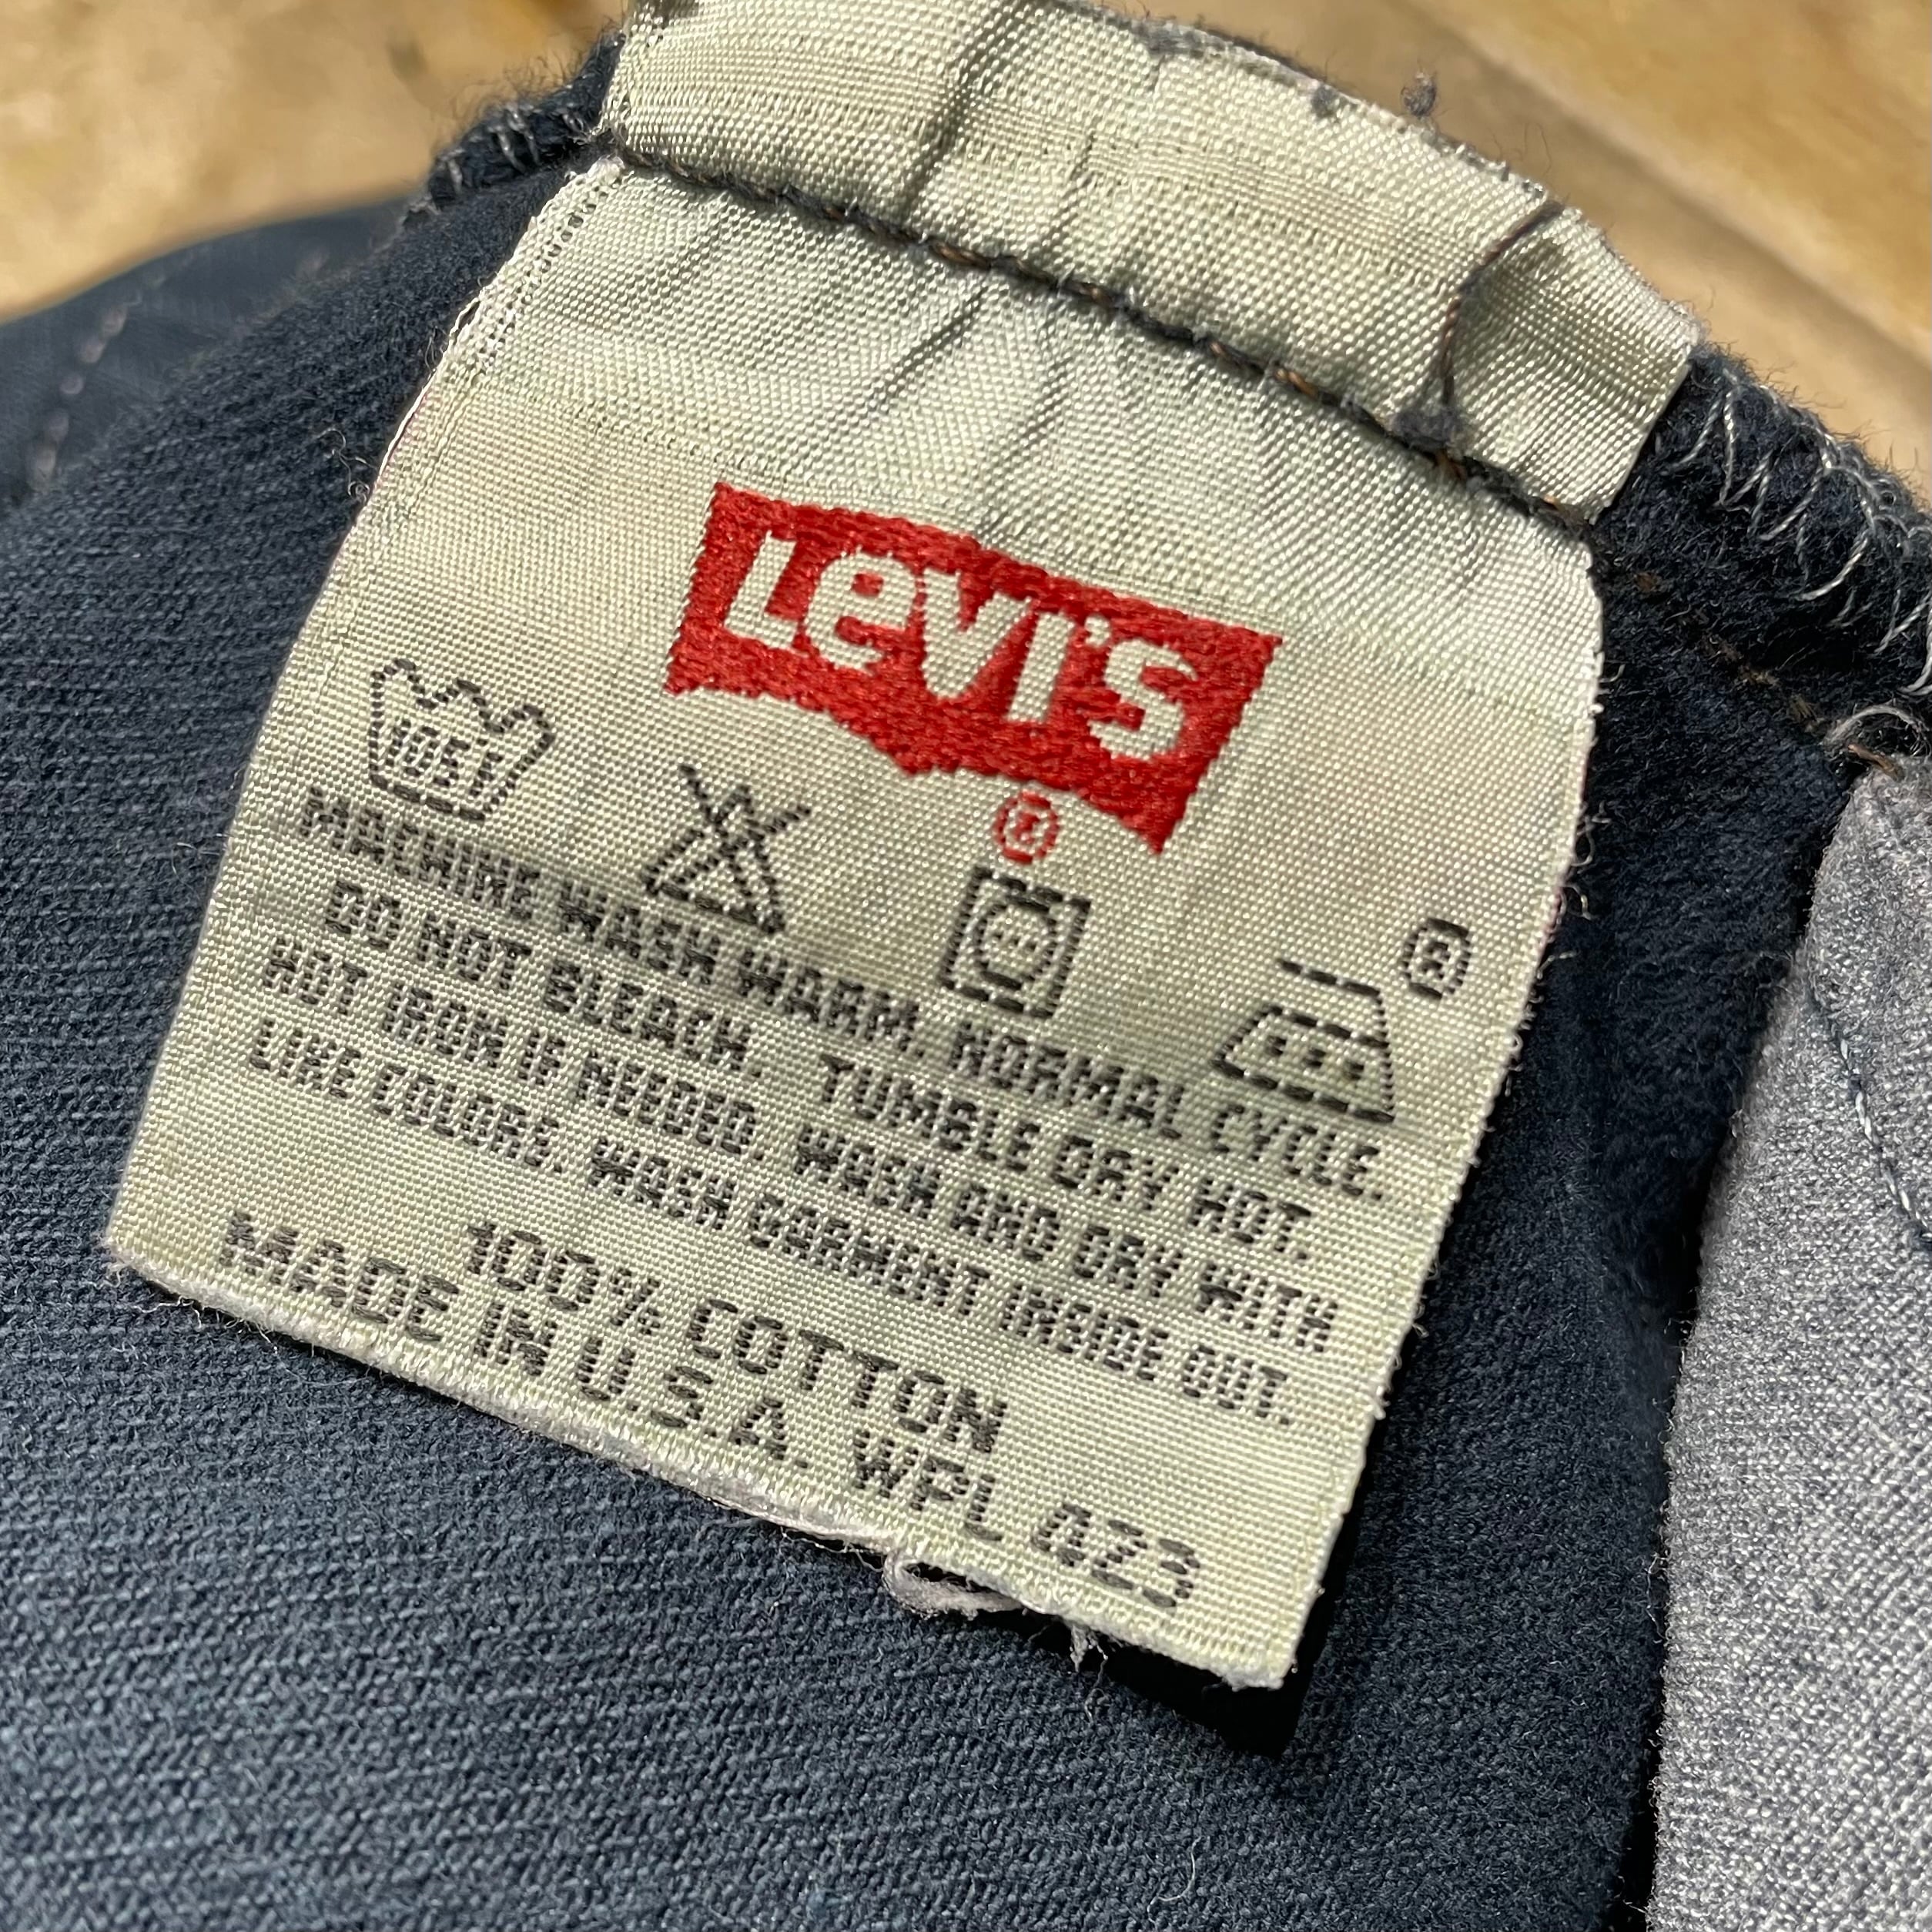 Levi's
®
105F
®
MACHINE WASH WARM. NORMAL CYCLE.
DO NOT BLEACH. TUMBLE DRY HOT.
HOT IRON IF NEEDED. WASH AND DRY WITH
LIKE COLORS. WASH GARMENT INSIDE OUT.
100% COTTON
MADE IN U.S.A. WPL 423